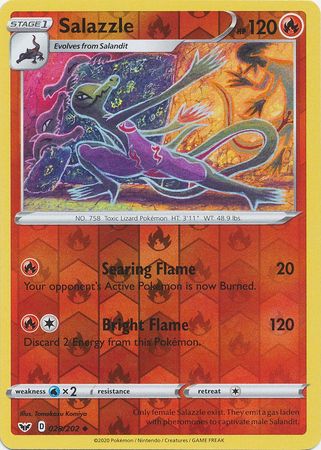 STAGE 1
Salazzle
HP 120
Evolves from Salandit
NO. 758 Toxic Lizard Pokémon. HT: 3'11" WT: 48.9 lbs.
Searing Flame 20
Your opponent's Active Pokémon is now Burned.
Bright Flame 120
Discard 2 Energy from this Pokémon.
weakness ×2 resistance retreat
Illus. Tomokazu Komiya
Only female Salazzle exist. They emit a gas laden
with pheromones to captivate male Salandit.
D 028/202
©2020 Pokémon / Nintendo / Creatures / GAME FREAK